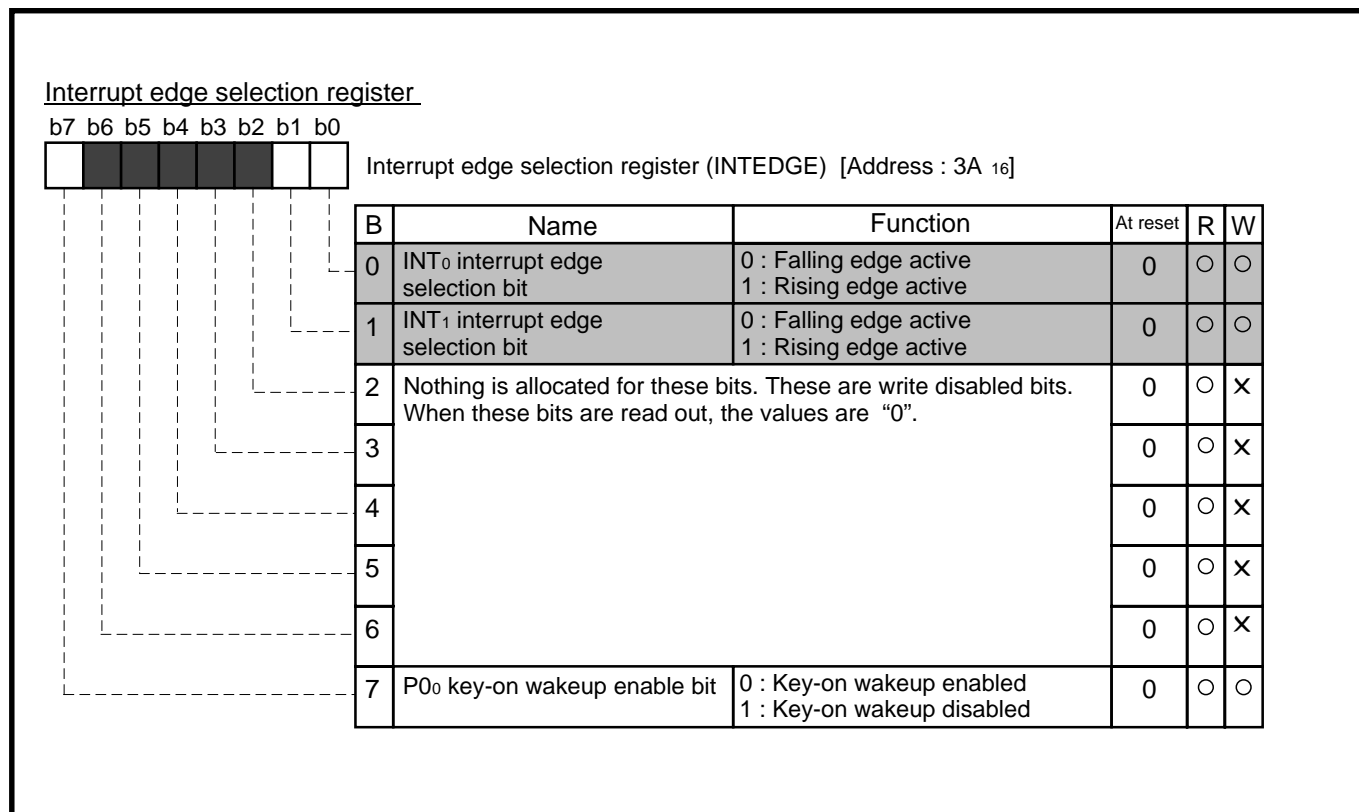 Interrupt edge selection register
b7 b6 b5 b4 b3 b2 b1 b0
Interrupt edge selection register (INTEDGE) [Address : 3A 16]
B Name Function At reset R W
0 INT0 interrupt edge selection bit 0 : Falling edge active 0 ○ ○
1 : Rising edge active
1 INT1 interrupt edge selection bit 0 : Falling edge active 0 ○ ○
1 : Rising edge active
2 Nothing is allocated for these bits. These are write disabled bits. 0 ○ ×
When these bits are read out, the values are “0”.
3 0 ○ ×
4 0 ○ ×
5 0 ○ ×
6 0 ○ ×
7 P00 key-on wakeup enable bit 0 : Key-on wakeup enabled 0 ○ ○
1 : Key-on wakeup disabled